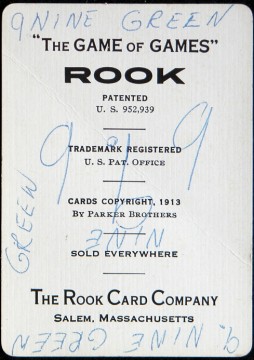 9 NINE GREEN
"THE GAME OF GAMES"
ROOK
PATENTED
U. S. 952,939
TRADEMARK REGISTERED
U. S. PAT. OFFICE
9 9
CARDS COPYRIGHT, 1913
BY PARKER BROTHERS
GREEN
NINE
SOLD EVERYWHERE
THE ROOK CARD COMPANY
SALEM, MASSACHUSETTS
9. NINE GREEN